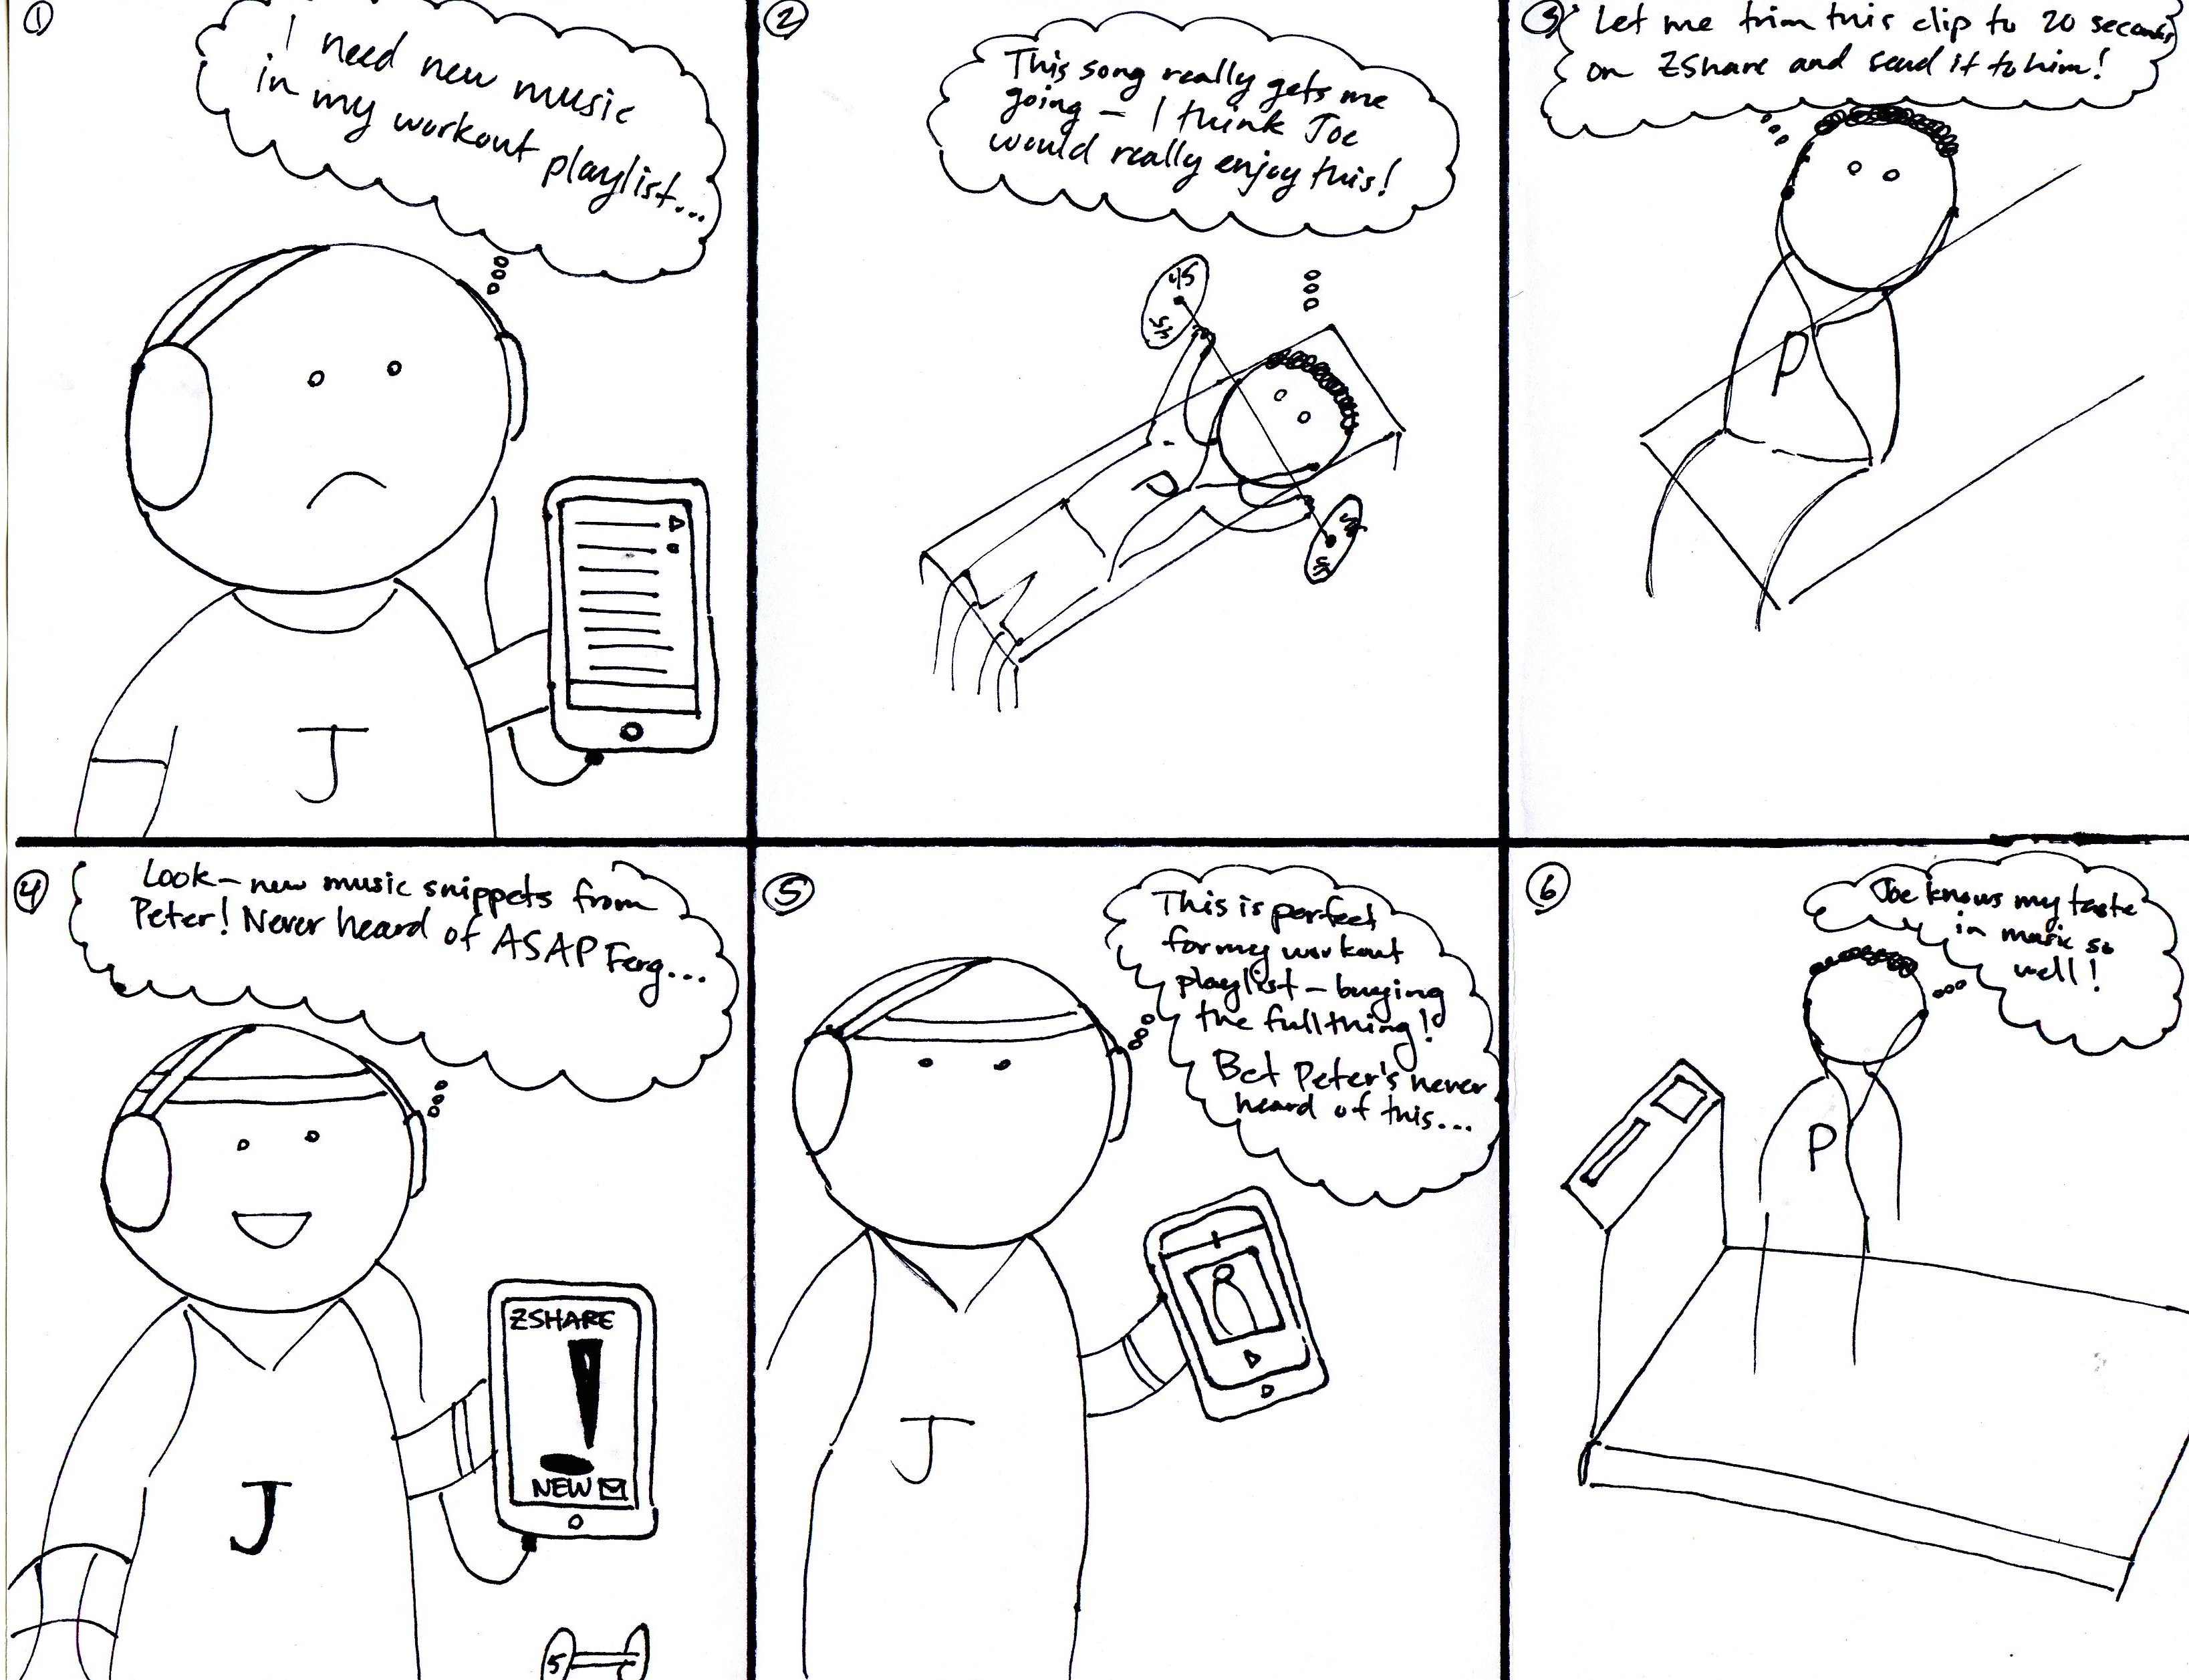 1
I need new music
in my workout playlist...
J
2
This song really gets me
going – I think Joe
would really enjoy this!
45
45
P
3
Let me trim this clip to 20 seconds
on ZShare and send it to him!
P
4
Look – new music snippets from
Peter! Never heard of ASAP Ferg...
ZSHARE
!
NEW
J
5
5
This is perfect
for my workout
playlist – buying
the full thing!
Bet Peter's never
heard of this...
J
6
Joe knows my taste
in music so
well!
P